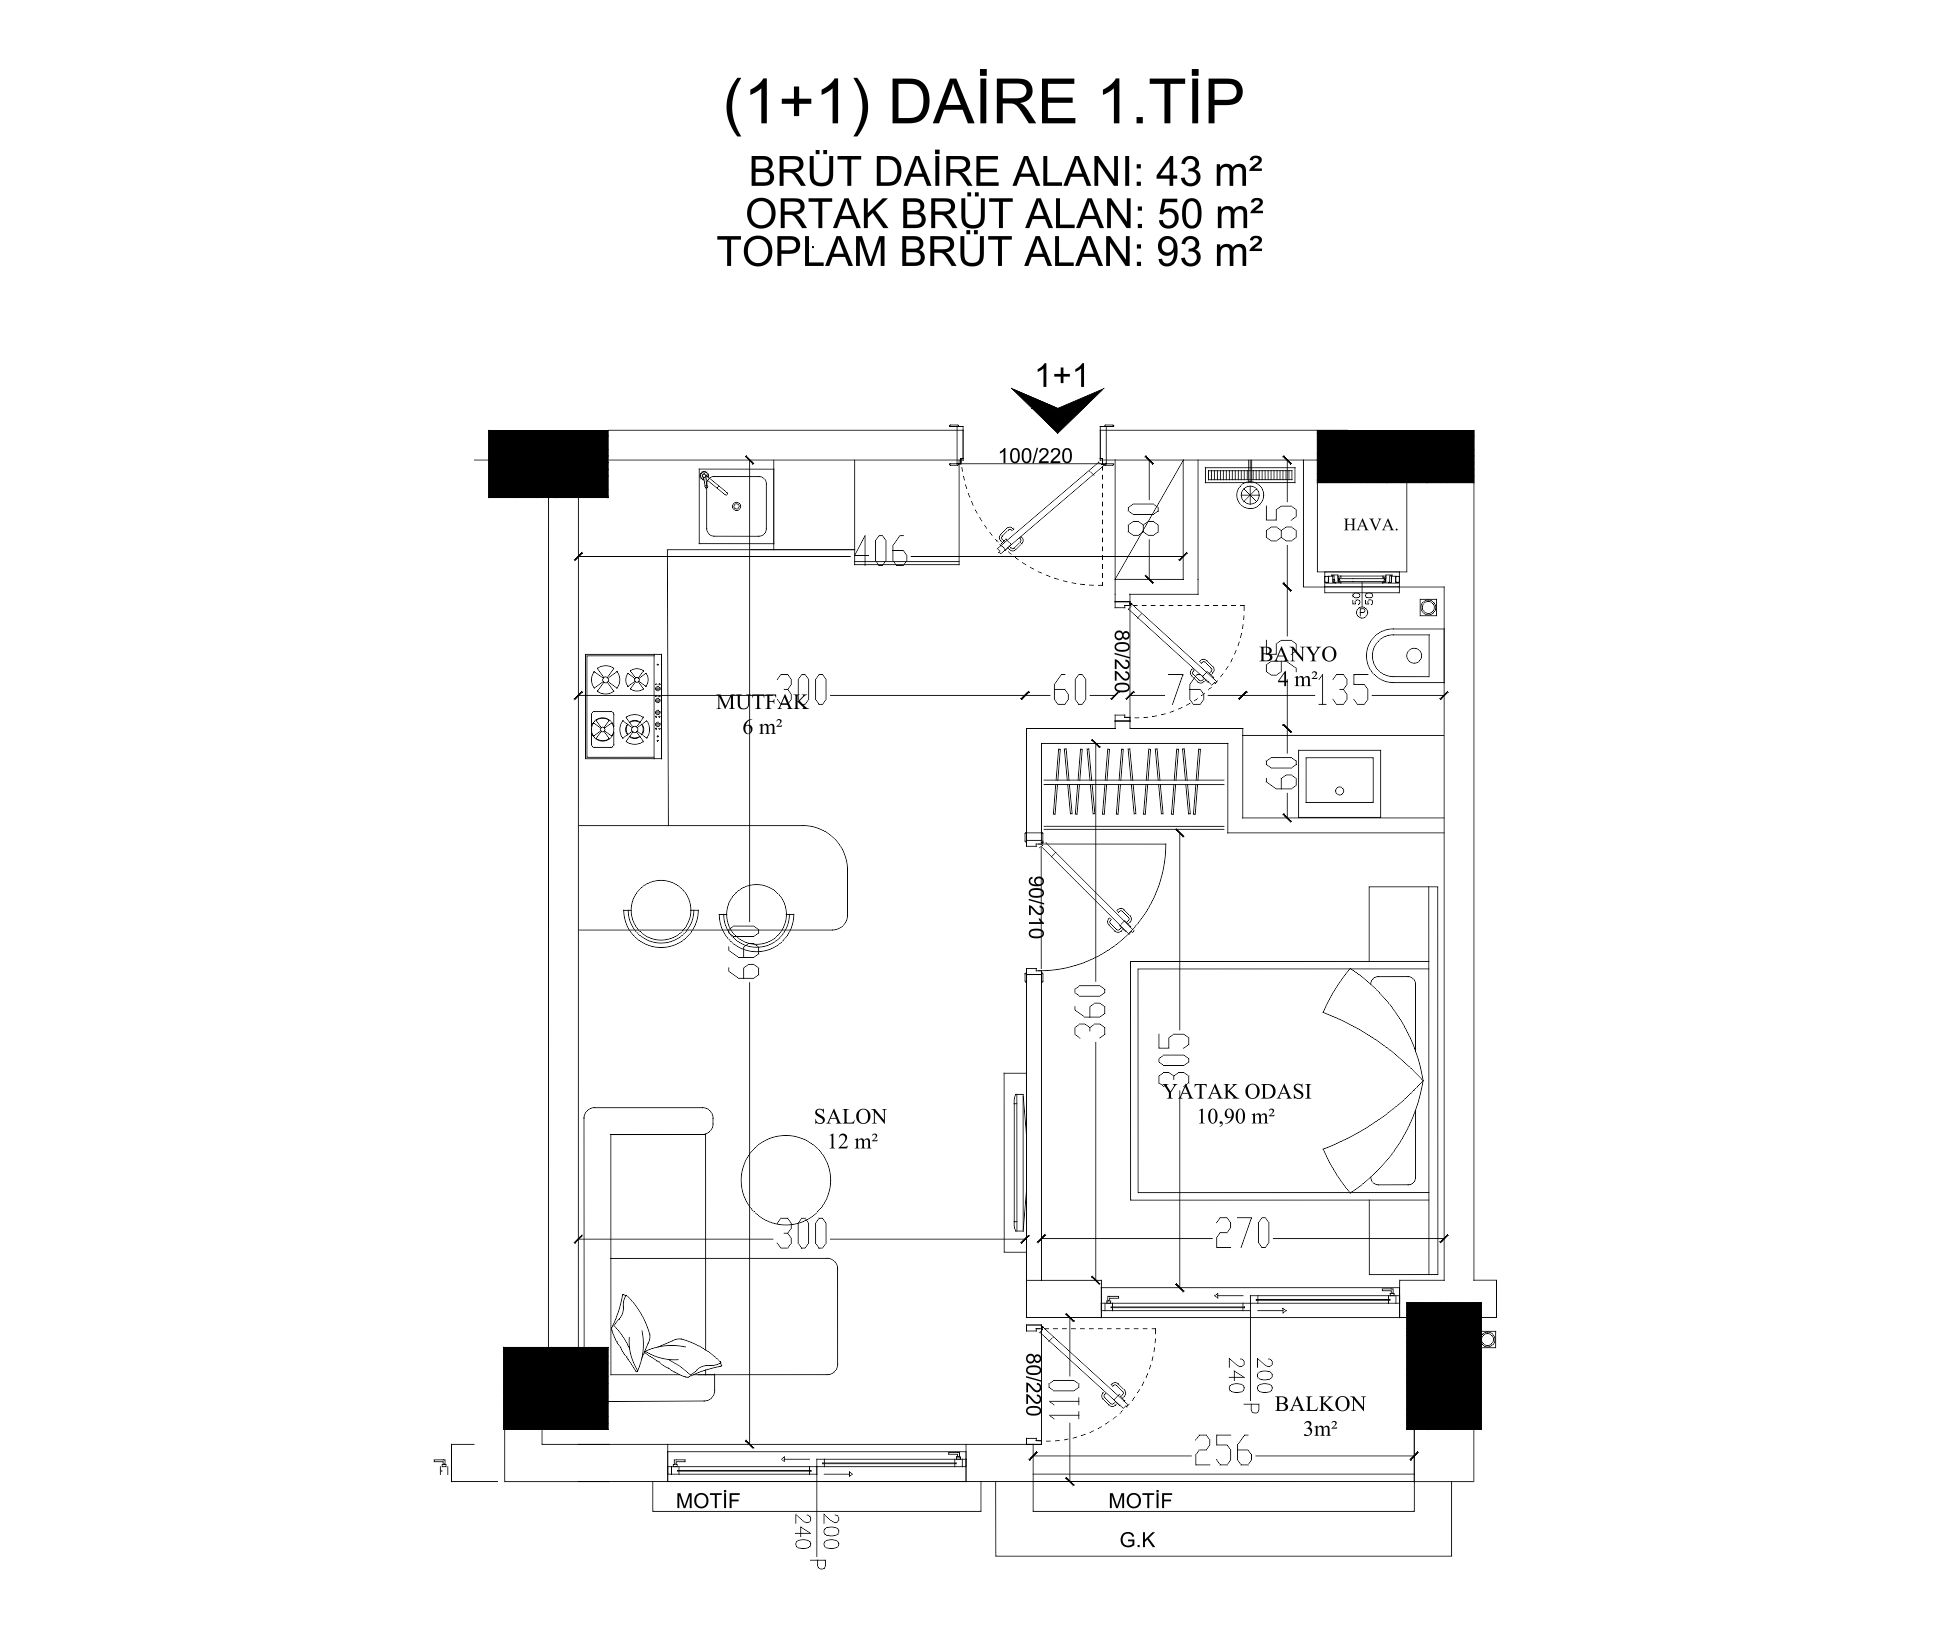 (1+1) DAİRE 1.TİP
BRÜT DAİRE ALANI: 43 m²
ORTAK BRÜT ALAN: 50 m²
TOPLAM BRÜT ALAN: 93 m²
1+1
100/220
80
85
HAVA.
406
50
50
80/220
BANYO
4 m²
300
60
76
135
MUTFAK
6 m²
60
90/210
660
360
305
YATAK ODASI
10,90 m²
SALON
12 m²
300
270
80/220
110
200
240
P
BALKON
3m²
256
MOTİF
MOTİF
200
240
P
G.K